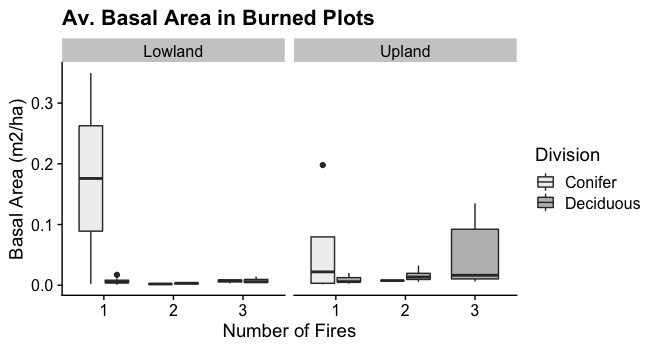 Av. Basal Area in Burned Plots
Lowland
Upland
Basal Area (m2/ha)
0.3
0.2
0.1
0.0
1
2
3
1
2
3
Number of Fires
Division
Conifer
Deciduous